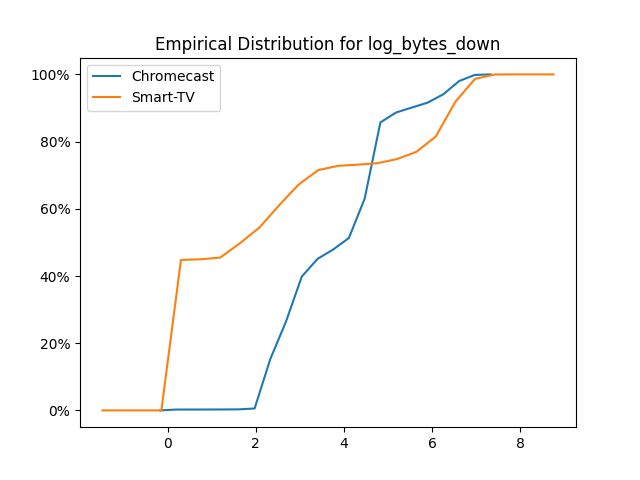 Empirical Distribution for log_bytes_down
Chromecast
Smart-TV
100%
80%
60%
40%
20%
0%
0 2 4 6 8